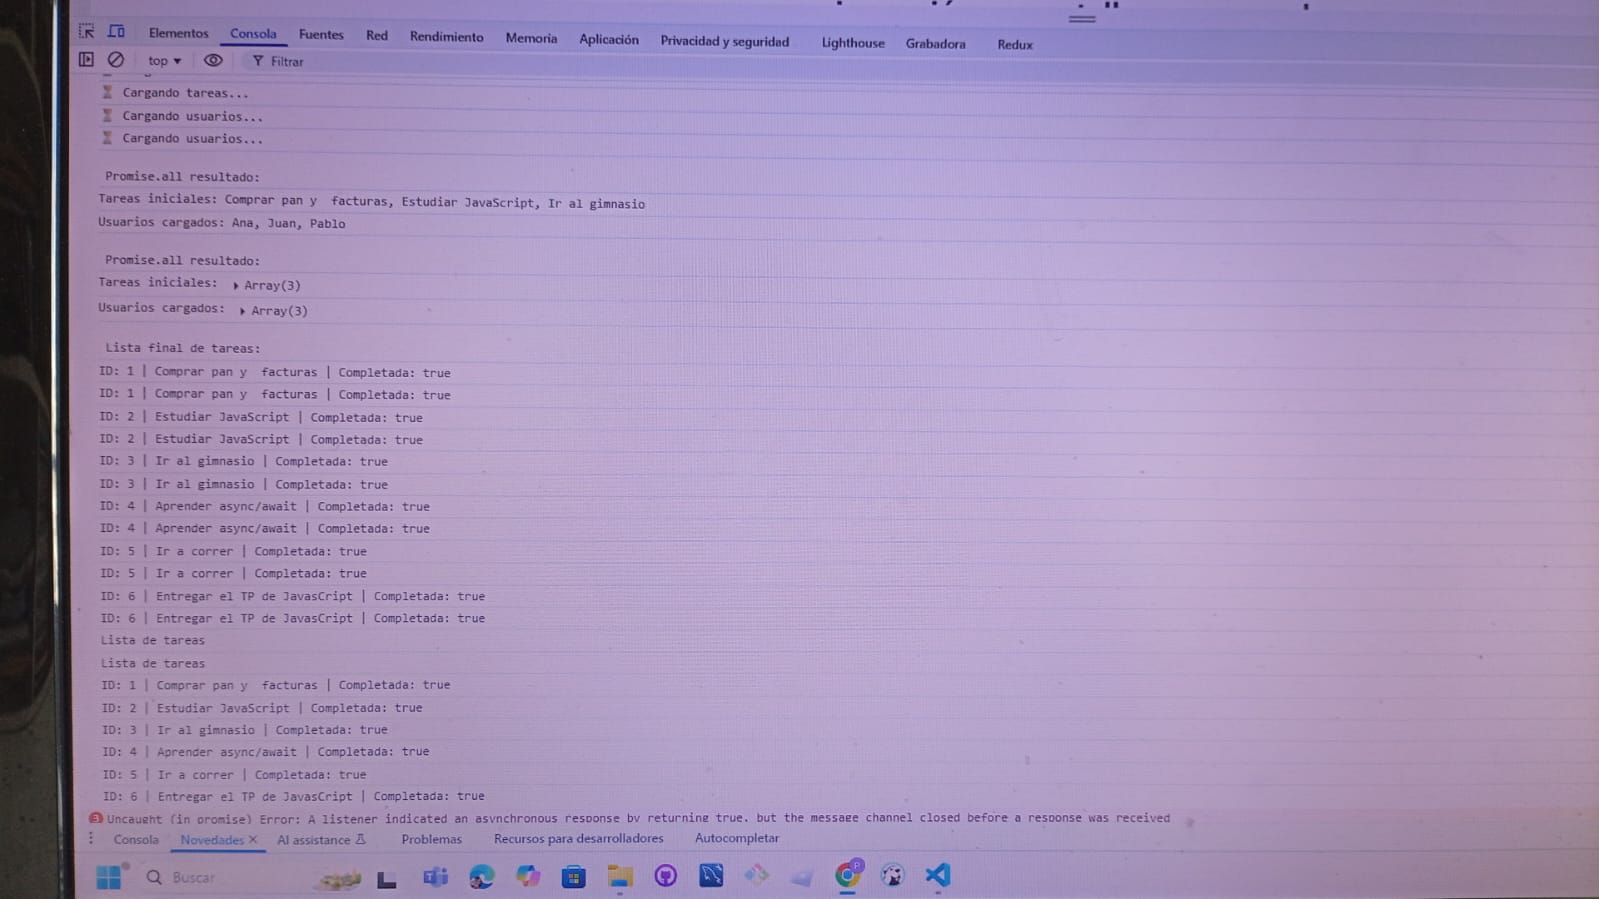 Elementos Consola Fuentes Red Rendimiento Memoria Aplicación Privacidad y seguridad Lighthouse Grabadora Redux
top Filtrar
Cargando tareas...
Cargando usuarios...
Cargando usuarios...
Promise.all resultado:
Tareas iniciales: Comprar pan y  facturas, Estudiar JavaScript, Ir al gimnasio
Usuarios cargados: Ana, Juan, Pablo
Promise.all resultado:
Tareas iniciales: Array(3)
Usuarios cargados: Array(3)
Lista final de tareas:
ID: 1 | Comprar pan y  facturas | Completada: true
ID: 1 | Comprar pan y  facturas | Completada: true
ID: 2 | Estudiar JavaScript | Completada: true
ID: 2 | Estudiar JavaScript | Completada: true
ID: 3 | Ir al gimnasio | Completada: true
ID: 3 | Ir al gimnasio | Completada: true
ID: 4 | Aprender async/await | Completada: true
ID: 4 | Aprender async/await | Completada: true
ID: 5 | Ir a correr | Completada: true
ID: 5 | Ir a correr | Completada: true
ID: 6 | Entregar el TP de JavasCript | Completada: true
ID: 6 | Entregar el TP de JavasCript | Completada: true
Lista de tareas
Lista de tareas
ID: 1 | Comprar pan y  facturas | Completada: true
ID: 2 | Estudiar JavaScript | Completada: true
ID: 3 | Ir al gimnasio | Completada: true
ID: 4 | Aprender async/await | Completada: true
ID: 5 | Ir a correr | Completada: true
ID: 6 | Entregar el TP de JavasCript | Completada: true
3 Uncaught (in promise) Error: A listener indicated an asynchronous response by returning true, but the message channel closed before a response was received
Consola Novedades AI assistance Problemas Recursos para desarrolladores Autocompletar
Buscar